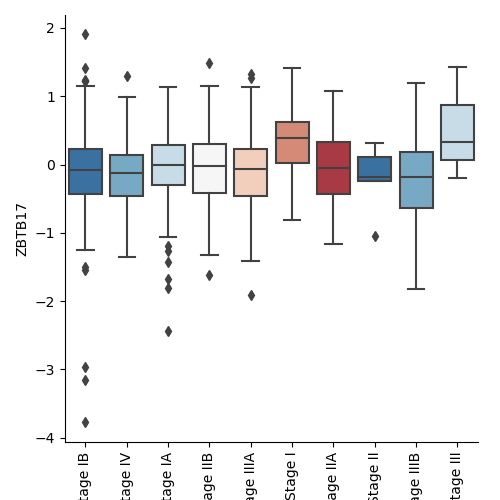 2
1
0
−1
−2
−3
−4
ZBTB17
tage IB
tage IV
tage IA
age IIB
age IIIA
Stage I
age IIA
Stage II
age IIIB
tage III